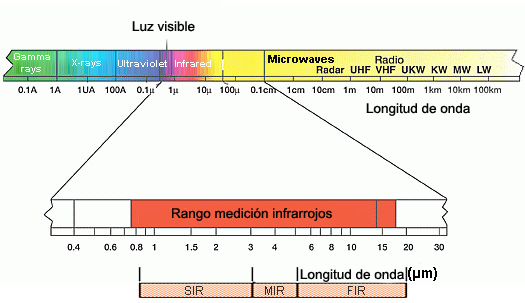 Luz visible
Gamma rays X-rays Ultraviolet Infrared Microwaves Radio
Radar UHF VHF UKW KW MW LW
0.1A 1A 10A 100A 0.1µ 1µ 10µ 100µ 0.1cm 1cm 10cm 1m 10m 100m 1km 10km 100km
Longitud de onda
Rango medición infrarrojos
0.4 0.6 0.8 1 1.5 2 3 4 6 8 10 15 20 30
Longitud de onda (µm)
SIR MIR FIR